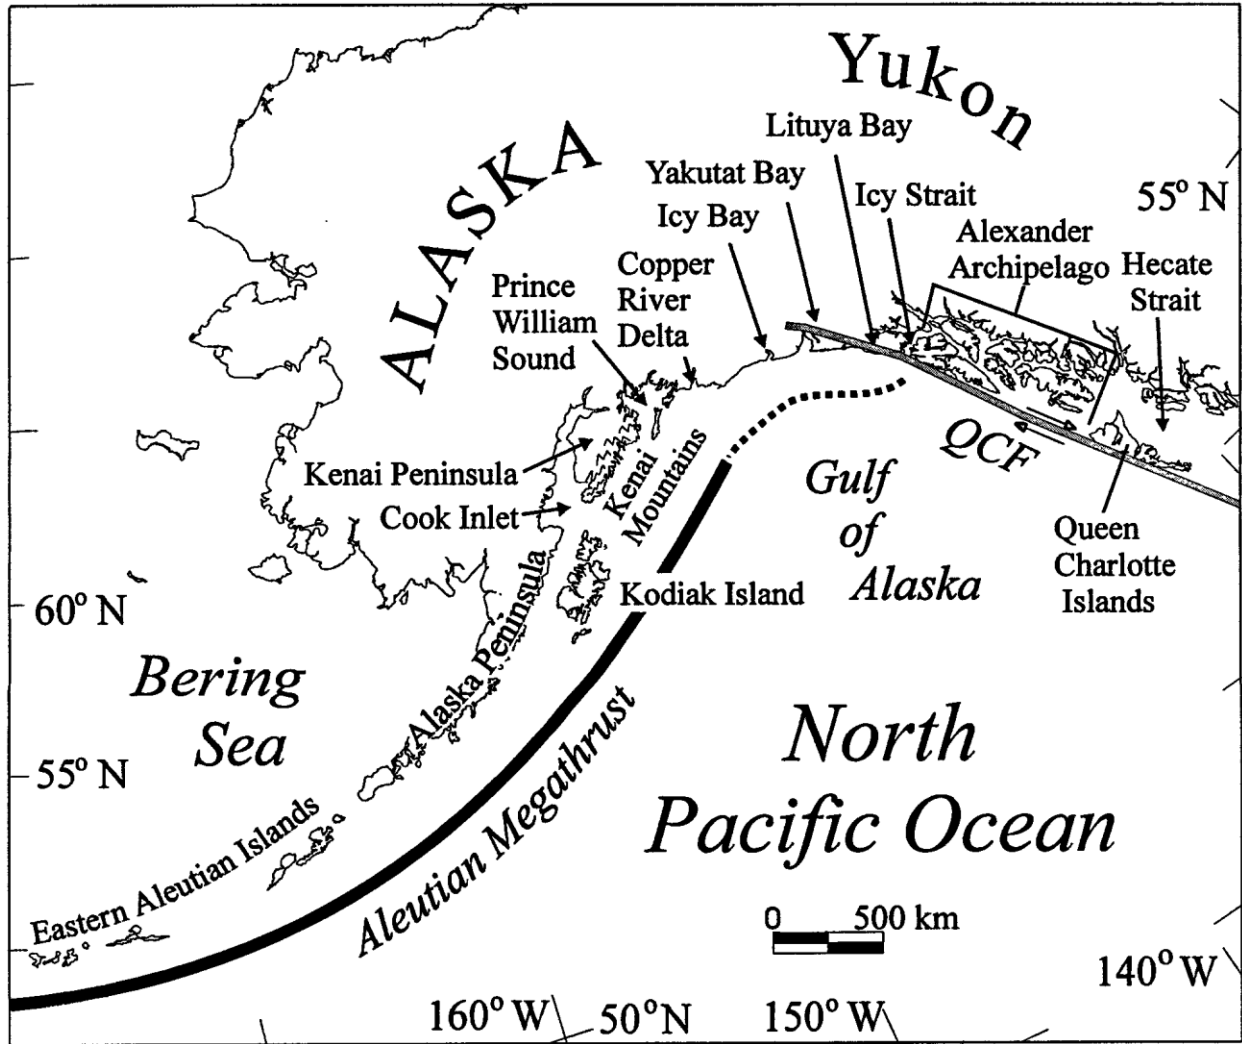 Yukon
ALASKA
Lituya Bay
Yakutat Bay
Icy Bay
Icy Strait
55° N
Alexander
Archipelago
Hecate
Strait
Copper
River
Delta
Prince
William
Sound
Kenai Peninsula
Cook Inlet
Kenai
Mountains
QCF
Gulf
of
Alaska
Queen
Charlotte
Islands
Kodiak Island
Alaska Peninsula
60° N
Bering
Sea
55° N
North
Pacific Ocean
Aleutian Megathrust
Eastern Aleutian Islands
0 500 km
140° W
160° W
50° N
150° W